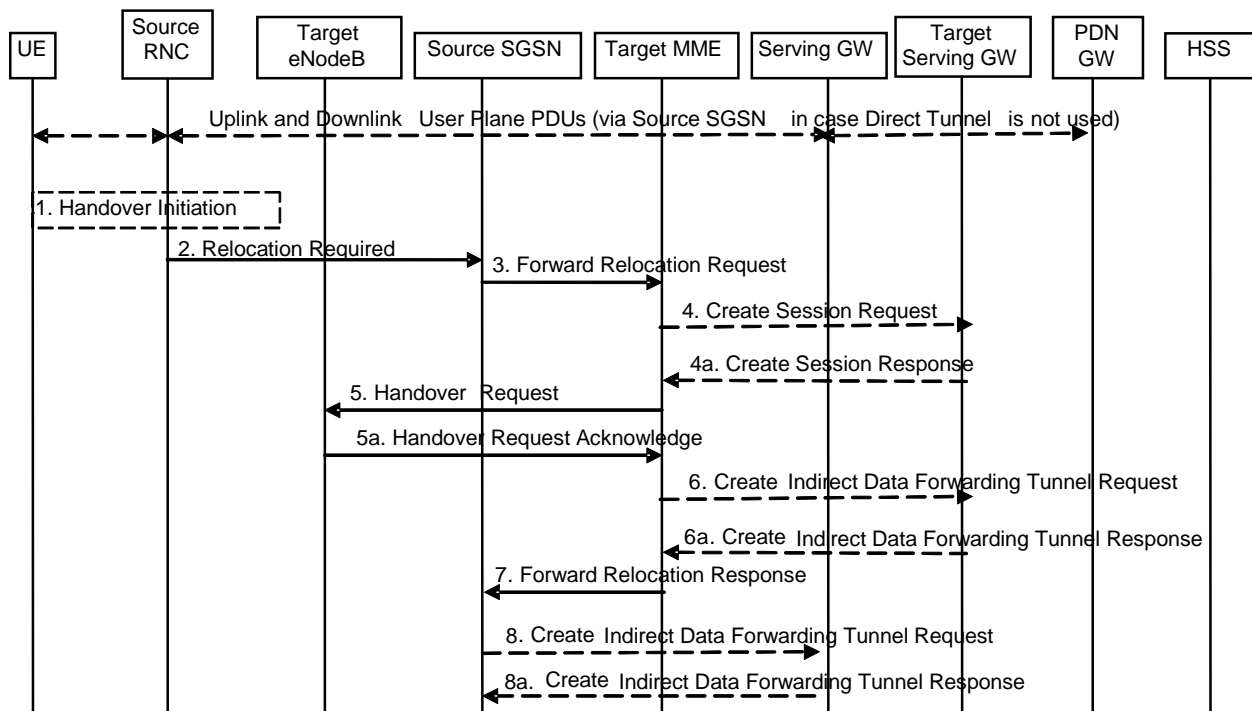 UE
Source
RNC
Target
eNodeB
Source SGSN
Target MME
Serving GW
Target
Serving GW
PDN
GW
HSS
Uplink and Downlink User Plane PDUs (via Source SGSN in case Direct Tunnel is not used)
1. Handover Initiation
2. Relocation Required
3. Forward Relocation Request
4. Create Session Request
4a. Create Session Response
5. Handover Request
5a. Handover Request Acknowledge
6. Create Indirect Data Forwarding Tunnel Request
6a. Create Indirect Data Forwarding Tunnel Response
7. Forward Relocation Response
8. Create Indirect Data Forwarding Tunnel Request
8a. Create Indirect Data Forwarding Tunnel Response